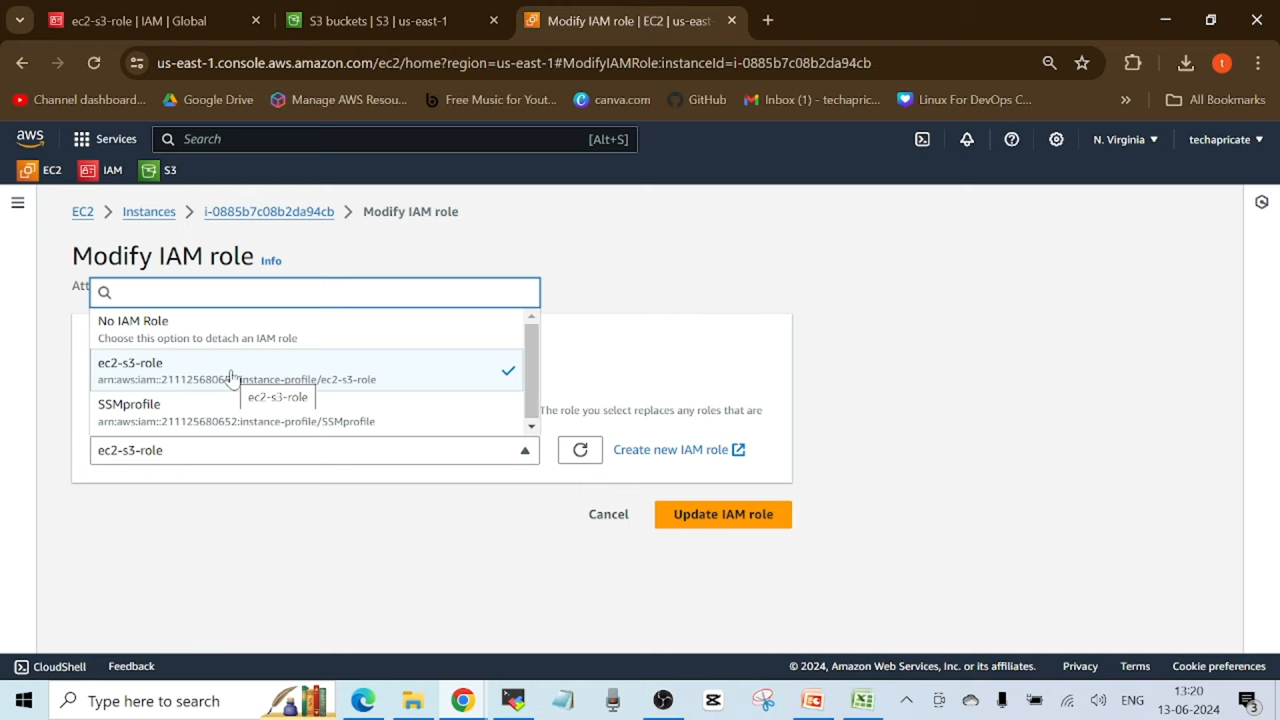 ec2-s3-role | IAM | Global
S3 buckets | S3 | us-east-1
Modify IAM role | EC2 | us-east-
us-east-1.console.aws.amazon.com/ec2/home?region=us-east-1#ModifyIAMRole:instanceId=i-0885b7c08b2da94cb
t
Channel dashboard...
Google Drive
Manage AWS Resou...
Free Music for Yout...
canva.com
GitHub
Inbox (1) - techapric...
Linux For DevOps C...
»
All Bookmarks
aws
Services
Search
[Alt+S]
N. Virginia
techapricate
EC2
IAM
S3
EC2 > Instances > i-0885b7c08b2da94cb > Modify IAM role
Modify IAM role Info
Att
No IAM Role
Choose this option to detach an IAM role
ec2-s3-role
instance-profile/ec2-s3-role
ec2-s3-role
SSMprofile
The role you select replaces any roles that are
arn:aws:iam::211125680652:instance-profile/SSMprofile
ec2-s3-role
Create new IAM role
Cancel
Update IAM role
CloudShell
Feedback
© 2024, Amazon Web Services, Inc. or its affiliates.
Privacy
Terms
Cookie preferences
Type here to search
ENG
13:20
13-06-2024
3